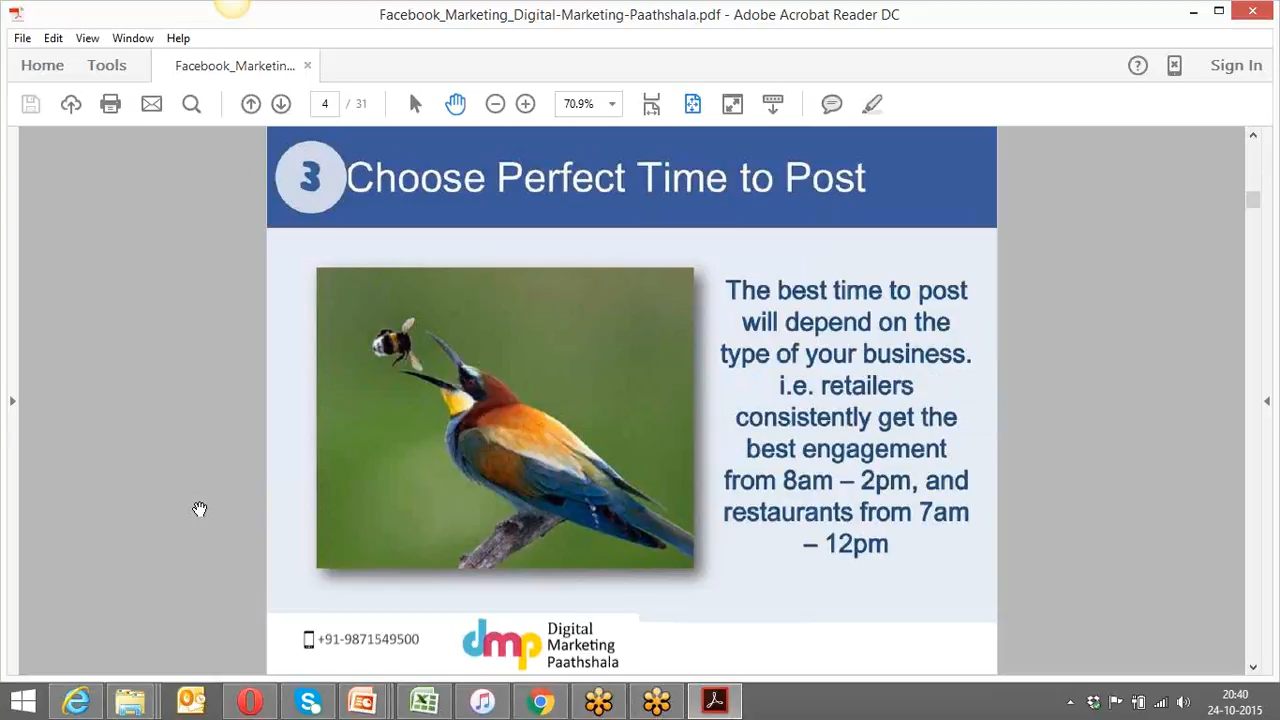 Facebook_Marketing_Digital-Marketing-Paathshala.pdf - Adobe Acrobat Reader DC
File Edit View Window Help
Home Tools Facebook_Marketin... × Sign In
4 / 31 70.9%
3 Choose Perfect Time to Post
The best time to post
will depend on the
type of your business.
i.e. retailers
consistently get the
best engagement
from 8am – 2pm, and
restaurants from 7am
– 12pm
+91-9871549500
dmp Digital
Marketing
Paathshala
20:40
24-10-2015